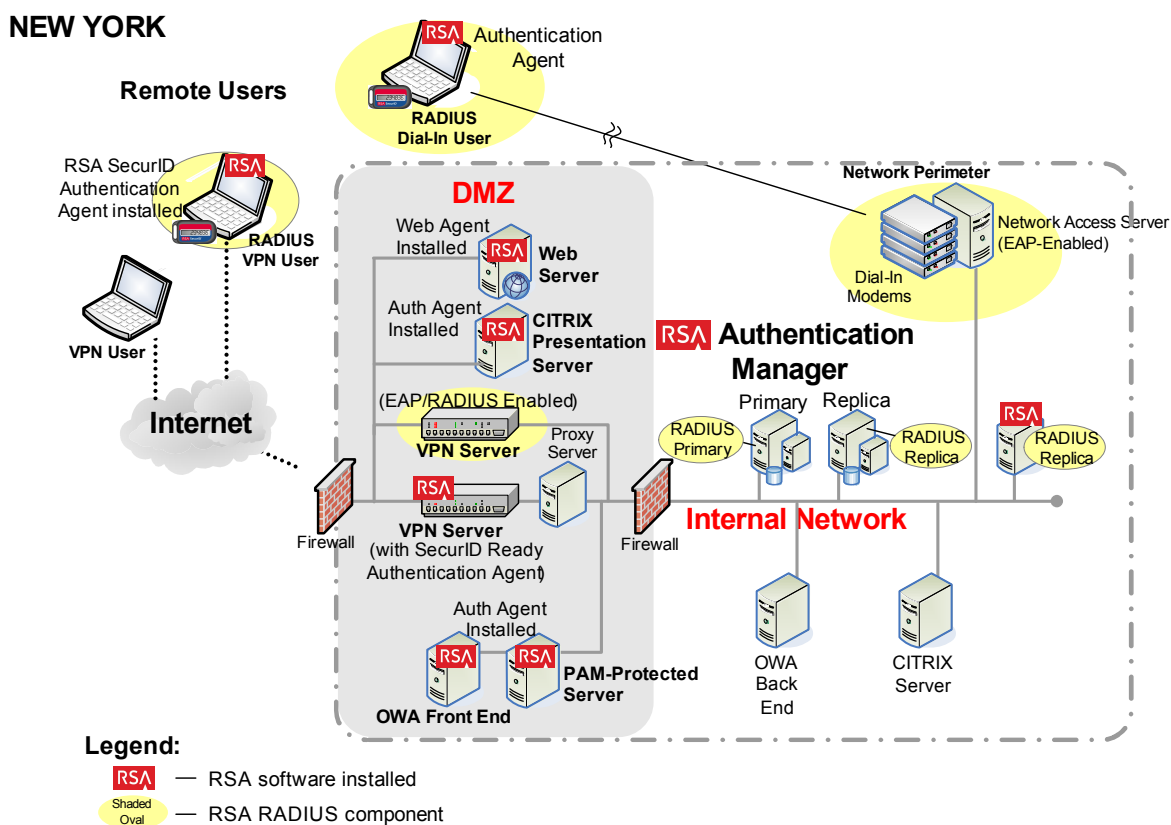 NEW YORK
RSA
Authentication
Agent
Remote Users
RADIUS
Dial-In User
RSA SecurID
Authentication
Agent installed
RSA
RADIUS
VPN User
VPN User
Internet
Network Perimeter
Network Access Server
(EAP-Enabled)
Dial-In
Modems
DMZ
Web Agent
Installed
RSA
Web
Server
Auth Agent
Installed
RSA
CITRIX
Presentation
Server
(EAP/RADIUS Enabled)
VPN Server
Proxy
Server
RSA
VPN Server
(with SecurID Ready
Authentication Agent)
Firewall
Firewall
Auth Agent
Installed
RSA
RSA
PAM-Protected
Server
OWA Front End
RSA Authentication
Manager
Primary
Replica
RADIUS
Primary
RADIUS
Replica
RSA
RADIUS
Replica
Internal Network
OWA
Back
End
CITRIX
Server
Legend:
RSA — RSA software installed
Shaded
Oval
— RSA RADIUS component